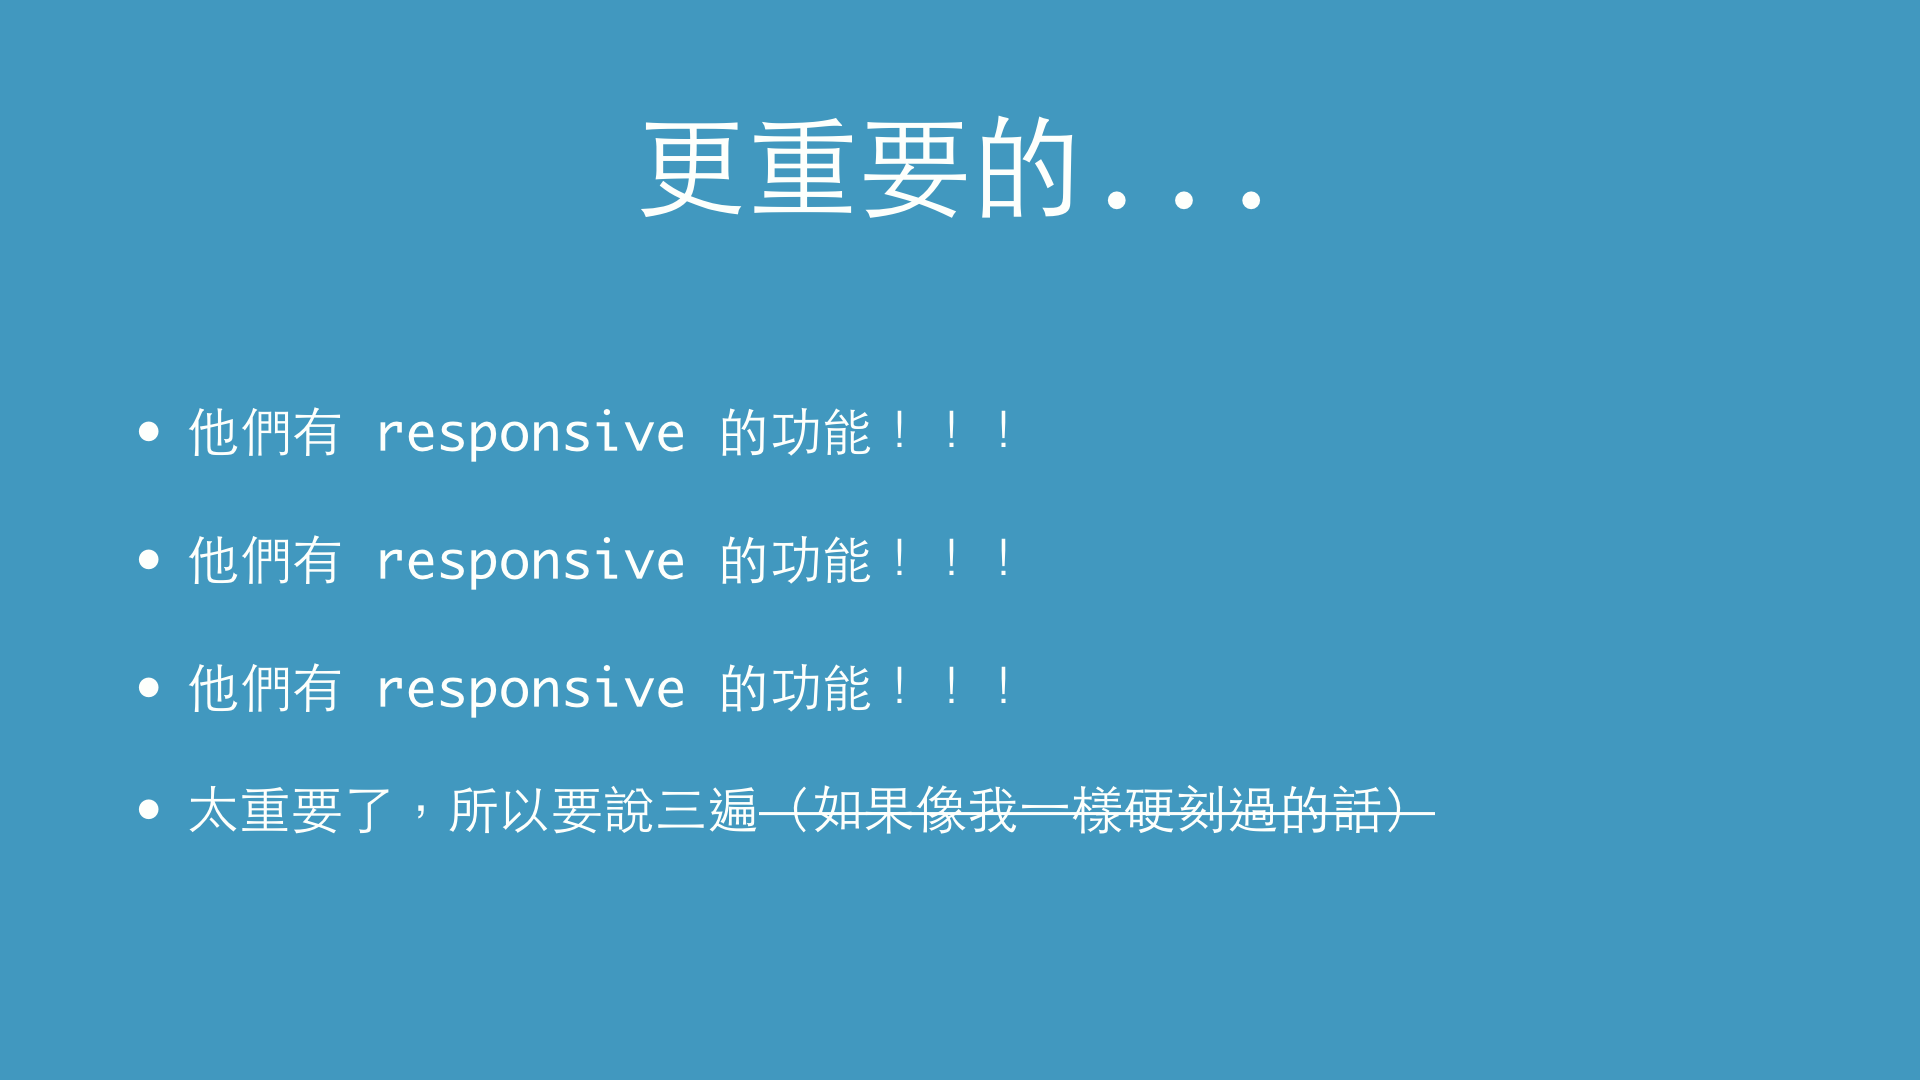 更重要的...
• 他們有 responsive 的功能！！！
• 他們有 responsive 的功能！！！
• 他們有 responsive 的功能！！！
• 太重要了，所以要說三遍（如果像我一樣硬刻過的話）